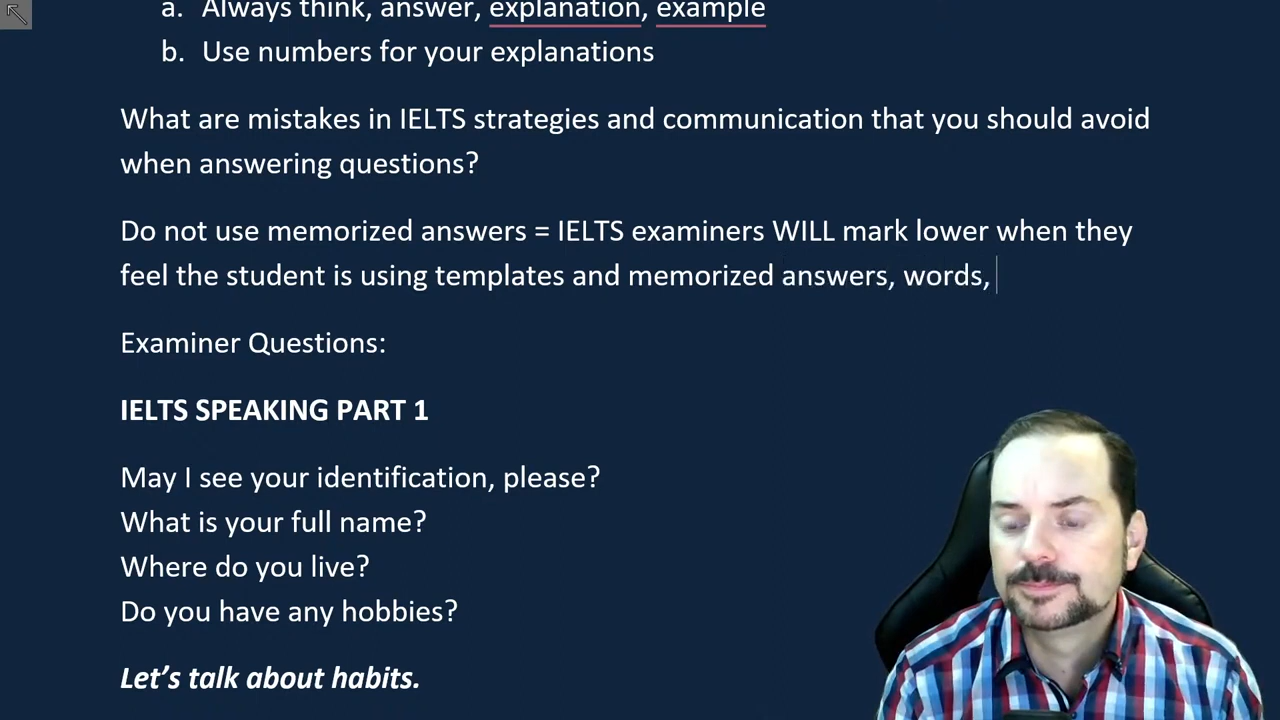 a. Always think, answer, explanation, example
b. Use numbers for your explanations
What are mistakes in IELTS strategies and communication that you should avoid
when answering questions?
Do not use memorized answers = IELTS examiners WILL mark lower when they
feel the student is using templates and memorized answers, words,
Examiner Questions:
IELTS SPEAKING PART 1
May I see your identification, please?
What is your full name?
Where do you live?
Do you have any hobbies?
Let’s talk about habits.